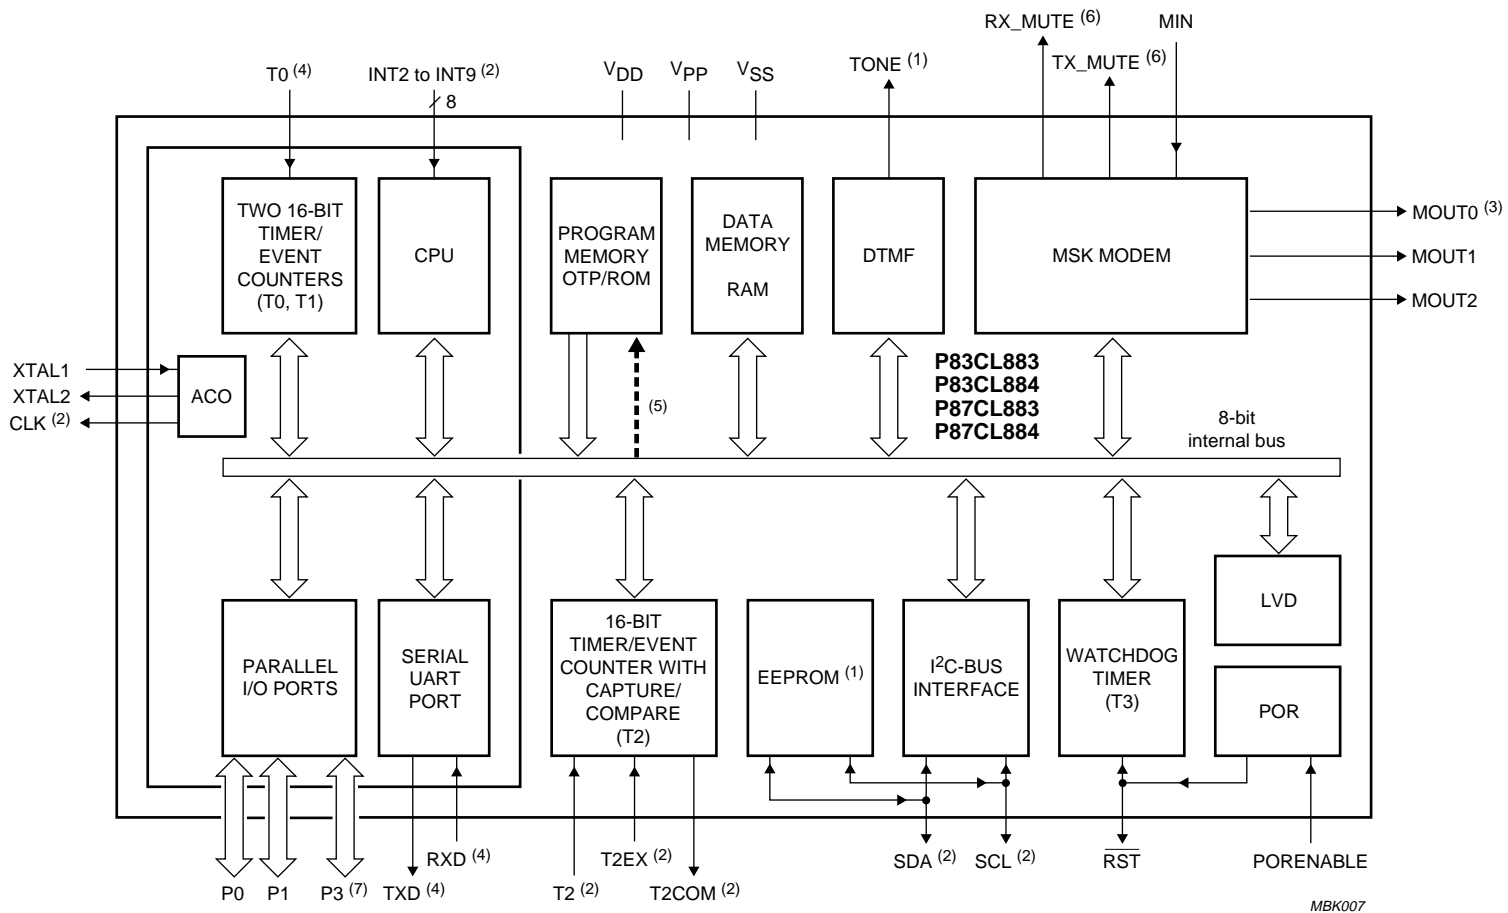 RX_MUTE (6)
MIN
TX_MUTE (6)
T0 (4)
INT2 to INT9 (2)
8
VDD
VPP
VSS
TONE (1)
TWO 16-BIT
TIMER/
EVENT
COUNTERS
(T0, T1)
CPU
PROGRAM
MEMORY
OTP/ROM
DATA
MEMORY
RAM
DTMF
MSK MODEM
MOUT0 (3)
MOUT1
MOUT2
XTAL1
XTAL2
CLK (2)
ACO
(5)
P83CL883
P83CL884
P87CL883
P87CL884
8-bit
internal bus
PARALLEL
I/O PORTS
SERIAL
UART
PORT
16-BIT
TIMER/EVENT
COUNTER WITH
CAPTURE/
COMPARE
(T2)
EEPROM (1)
I2C-BUS
INTERFACE
WATCHDOG
TIMER
(T3)
LVD
POR
P0
P1
P3 (7)
TXD (4)
RXD (4)
T2 (2)
T2EX (2)
T2COM (2)
SDA (2)
SCL (2)
RST
PORENABLE
MBK007